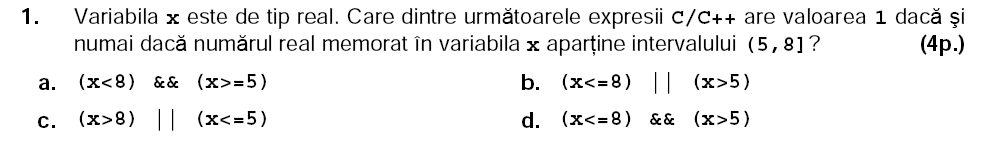 1. Variabila x este de tip real. Care dintre următoarele expresii C/C++ are valoarea 1 dacă şi
numai dacă numărul real memorat în variabila x aparţine intervalului (5,8]? (4p.)
a. (x<8) && (x>=5) b. (x<=8) || (x>5)
c. (x>8) || (x<=5) d. (x<=8) && (x>5)